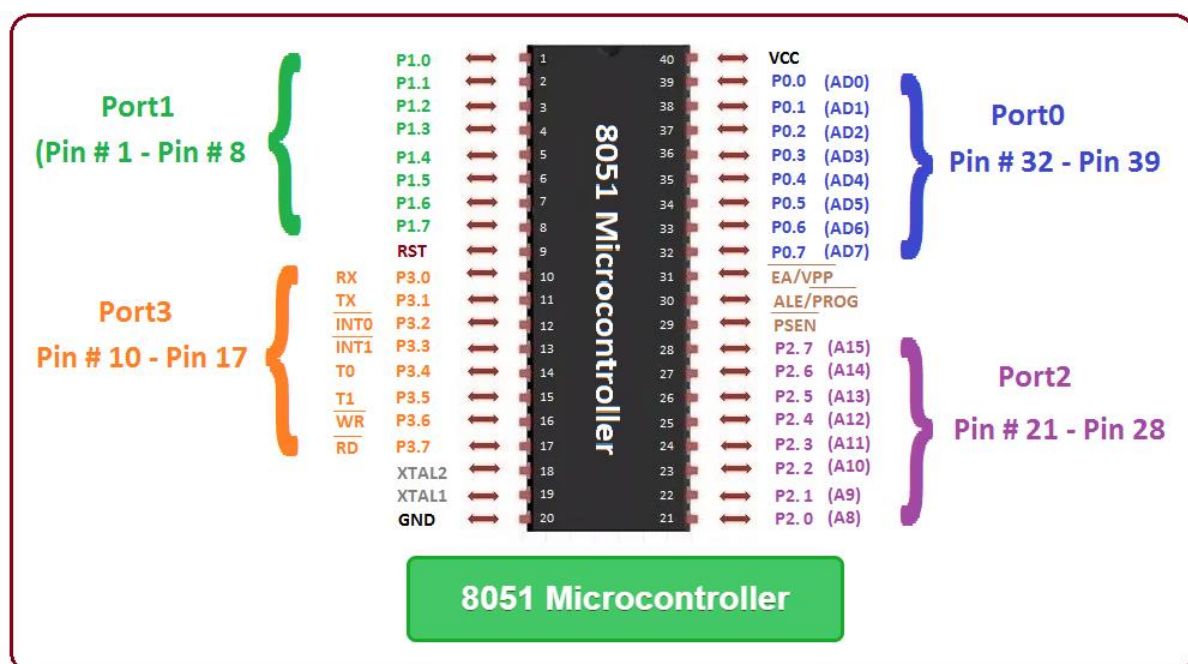 Port1
(Pin # 1 - Pin # 8
P1.0 1
P1.1 2
P1.2 3
P1.3 4
P1.4 5
P1.5 6
P1.6 7
P1.7 8
RST 9
Port3
Pin # 10 - Pin 17
RX P3.0 10
TX P3.1 11
INT0 P3.2 12
INT1 P3.3 13
T0 P3.4 14
T1 P3.5 15
WR P3.6 16
RD P3.7 17
XTAL2 18
XTAL1 19
GND 20
8051 Microcontroller
40 VCC
39 P0.0 (AD0)
38 P0.1 (AD1)
37 P0.2 (AD2)
36 P0.3 (AD3)
35 P0.4 (AD4)
34 P0.5 (AD5)
33 P0.6 (AD6)
32 P0.7 (AD7)
Port0
Pin # 32 - Pin 39
31 EA/VPP
30 ALE/PROG
29 PSEN
28 P2. 7 (A15)
27 P2. 6 (A14)
26 P2. 5 (A13)
25 P2. 4 (A12)
24 P2. 3 (A11)
23 P2. 2 (A10)
22 P2. 1 (A9)
21 P2. 0 (A8)
Port2
Pin # 21 - Pin 28
8051 Microcontroller